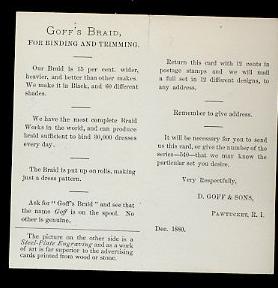 GOFF'S BRAID,
FOR BINDING AND TRIMMING.
Our Braid is 15 per cent. wider,
heavier, and better than other makes.
We make it in Black, and 60 different
shades.
We have the most complete Braid
Works in the world, and can produce
braid sufficient to bind 30,000 dresses
every day.
The Braid is put up on rolls, making
just a dress pattern.
Ask for "Goff's Braid" and see that
the name Goff is on the spool. No
other is genuine.
The picture on the other side is a
Steel-Plate Engraving and as a work
of art is far superior to the advertising
cards printed from wood or stone.
Return this card with 12 cents in
postage stamps and we will mail
a full set in 12 different designs, to
any address.
Remember to give address.
It will be necessary for you to send
us this card, or give the number of the
series—549—that we may know the
particular set you desire.
Very Respectfully,
D. GOFF & SONS,
PAWTUCKET, R. I.
Dec. 1880.